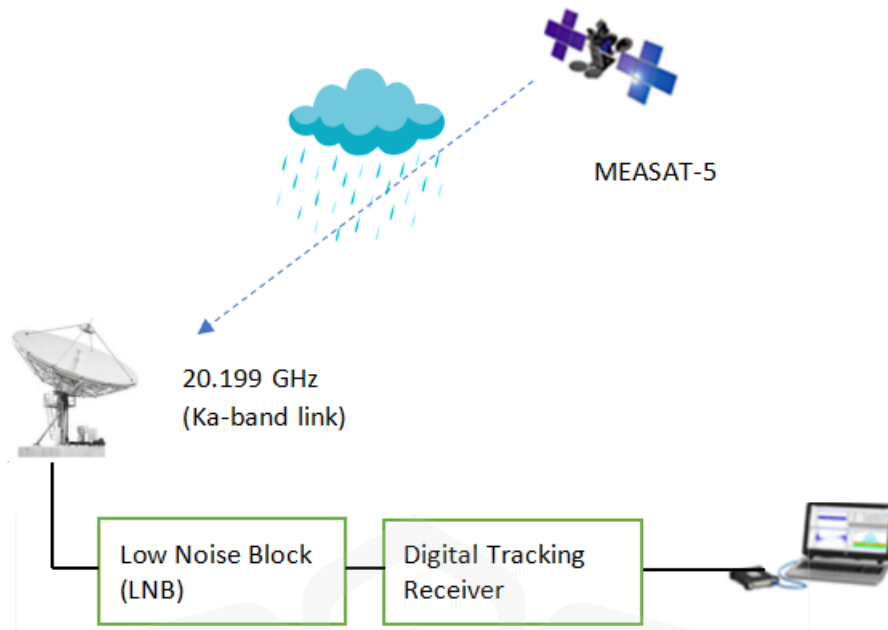 MEASAT-5
20.199 GHz
(Ka-band link)
Low Noise Block
(LNB)
Digital Tracking
Receiver